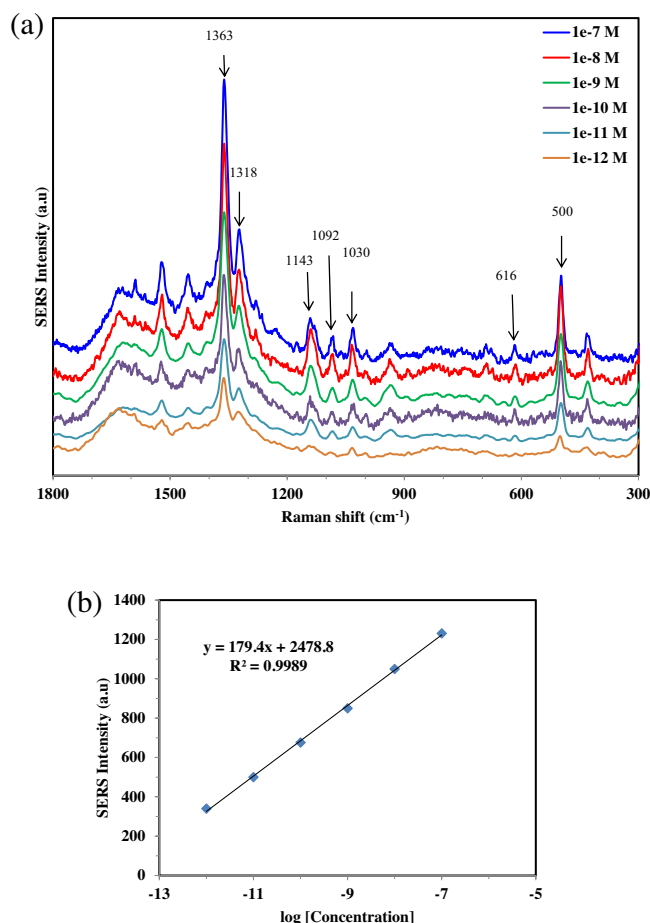 (a)
1363
1318
1143
1092
1030
616
500
1e-7 M
1e-8 M
1e-9 M
1e-10 M
1e-11 M
1e-12 M
SERS Intensity (a.u)
1800 1500 1200 900 600 300
Raman shift (cm⁻¹)
(b)
y = 179.4x + 2478.8
R² = 0.9989
SERS Intensity (a.u)
1400
1200
1000
800
600
400
200
0
-13 -11 -9 -7 -5
log [Concentration]